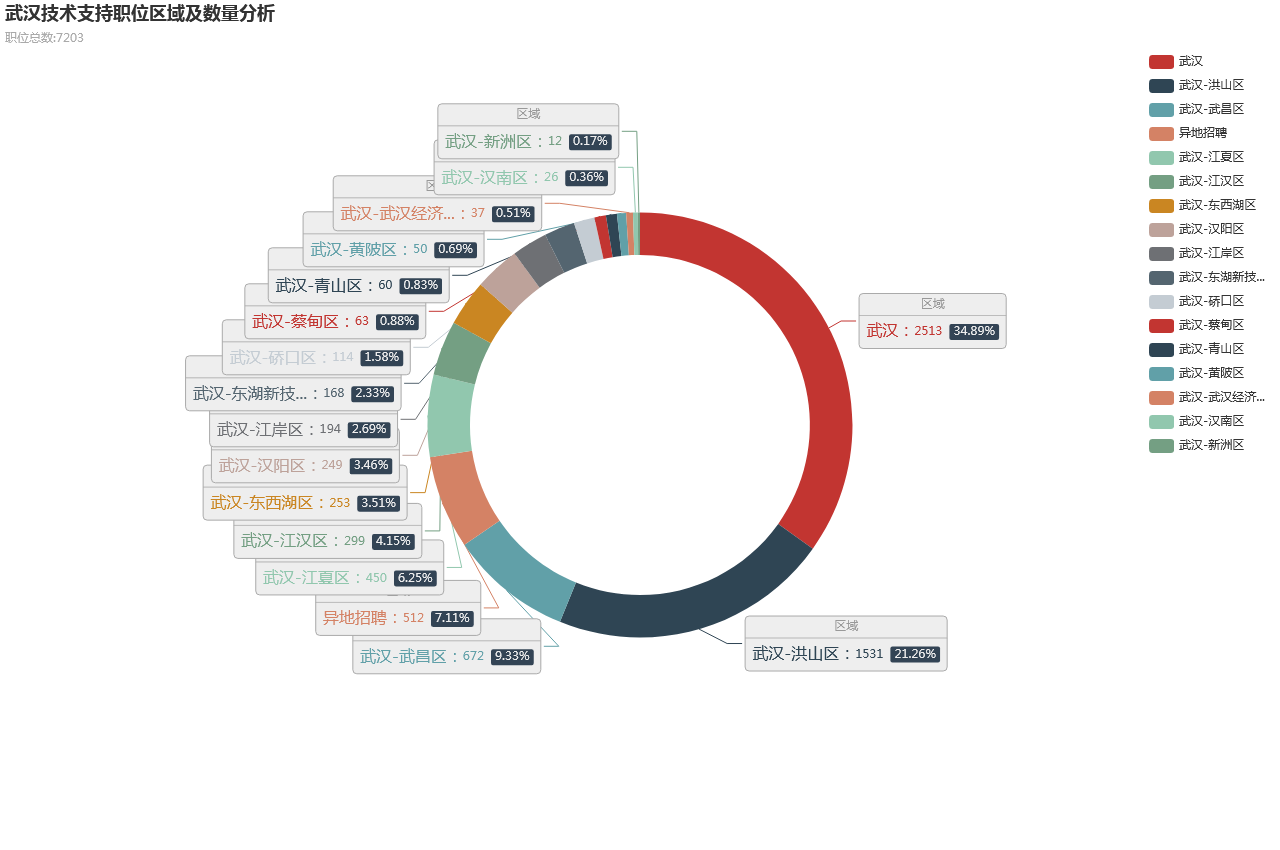 武汉技术支持职位区域及数量分析
职位总数:7203
区域
武汉-新洲区：12 0.17%
武汉-汉南区：26 0.36%
武汉-武汉经济...：37 0.51%
武汉-黄陂区：50 0.69%
武汉-青山区：60 0.83%
武汉-蔡甸区：63 0.88%
武汉-硚口区：114 1.58%
武汉-东湖新技...：168 2.33%
武汉-江岸区：194 2.69%
武汉-汉阳区：249 3.46%
武汉-东西湖区：253 3.51%
武汉-江汉区：299 4.15%
武汉-江夏区：450 6.25%
异地招聘：512 7.11%
武汉-武昌区：672 9.33%
区域
武汉：2513 34.89%
区域
武汉-洪山区：1531 21.26%
武汉
武汉-洪山区
武汉-武昌区
异地招聘
武汉-江夏区
武汉-江汉区
武汉-东西湖区
武汉-汉阳区
武汉-江岸区
武汉-东湖新技...
武汉-硚口区
武汉-蔡甸区
武汉-青山区
武汉-黄陂区
武汉-武汉经济...
武汉-汉南区
武汉-新洲区